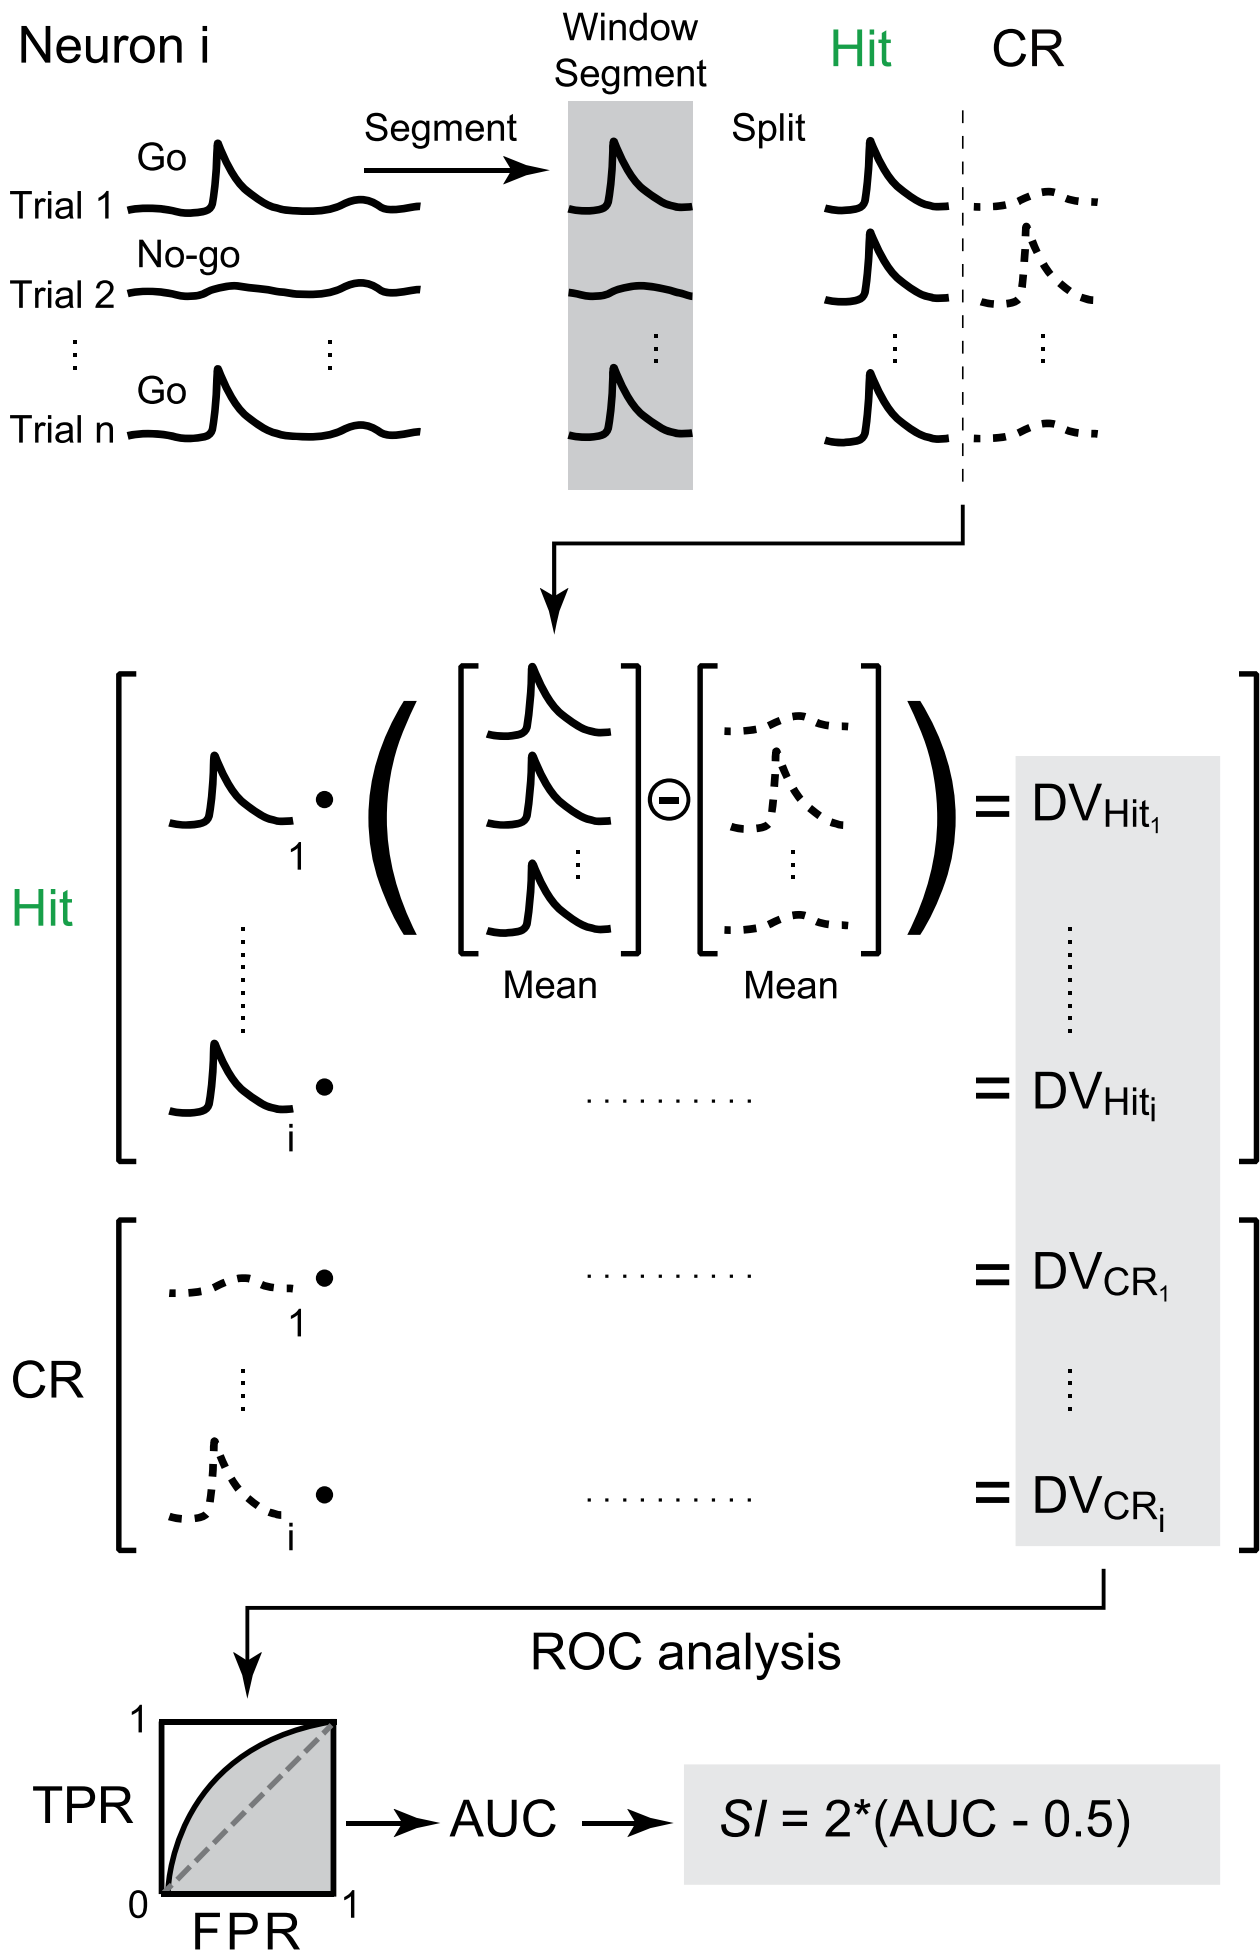 Neuron i
Window
Segment
Hit
CR
Segment
Split
Go
Trial 1
No-go
Trial 2
Go
Trial n
Hit
1
Mean
Mean
= DVHit1
i
= DVHiti
CR
1
= DVCR1
i
= DVCRi
ROC analysis
1
TPR
0
1
FPR
AUC
SI = 2*(AUC - 0.5)